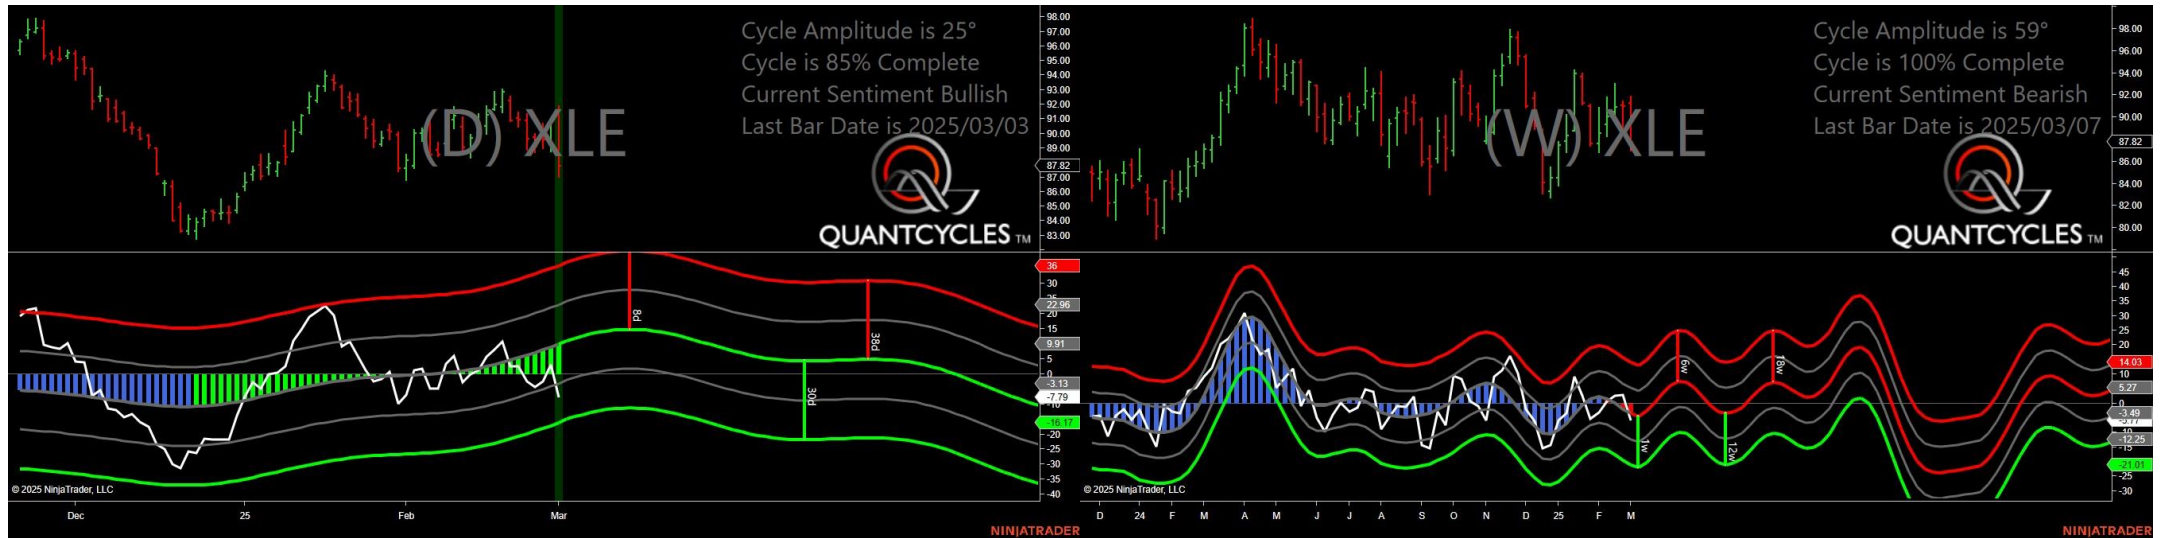 Cycle Amplitude is 25°
Cycle is 85% Complete
Current Sentiment Bullish
Last Bar Date is 2025/03/03
(D) XLE
QUANTCYCLES TM
98.00
97.00
96.00
95.00
94.00
93.00
92.00
91.00
90.00
89.00
87.82
87.00
86.00
85.00
84.00
83.00
36
30
25
22.96
20
15
9.91
5
0
-3.13
-7.79
-10
-16.17
-20
-25
-30
-35
-40
8d
30d
38d
© 2025 NinjaTrader, LLC
Dec 25 Feb Mar
NINJATRADER
Cycle Amplitude is 59°
Cycle is 100% Complete
Current Sentiment Bearish
Last Bar Date is 2025/03/07
(W) XLE
QUANTCYCLES TM
98.00
96.00
94.00
92.00
90.00
87.82
86.00
84.00
82.00
80.00
45
40
35
30
25
20
14.03
10
5.27
0
-3.49
-12.25
-21.01
-25
-30
1w
6w
12w
18w
© 2025 NinjaTrader, LLC
D 24 F M A M J J A S O N D 25 F M
NINJATRADER